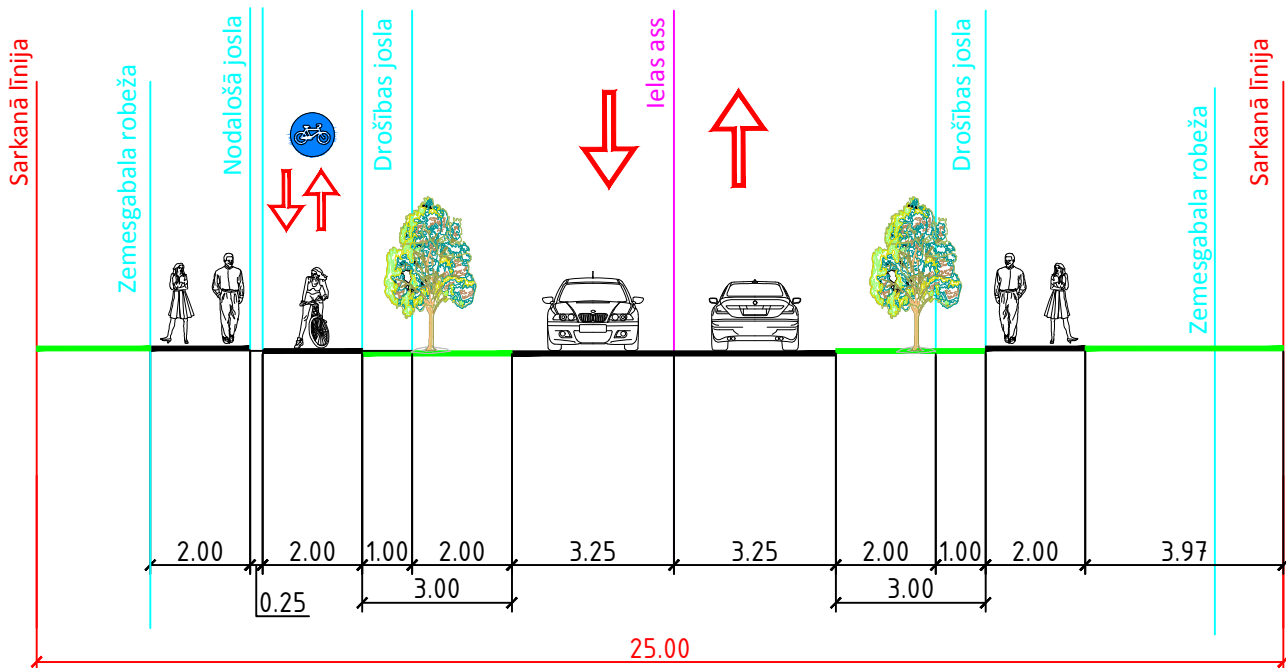 Sarkanā līnija
Zemesgabala robeža
Nodalošā josla
Drošības josla
Ielas ass
Drošības josla
Zemesgabala robeža
Sarkanā līnija
2.00
2.00
1.00
2.00
3.25
3.25
2.00
1.00
2.00
3.97
0.25
3.00
3.00
25.00